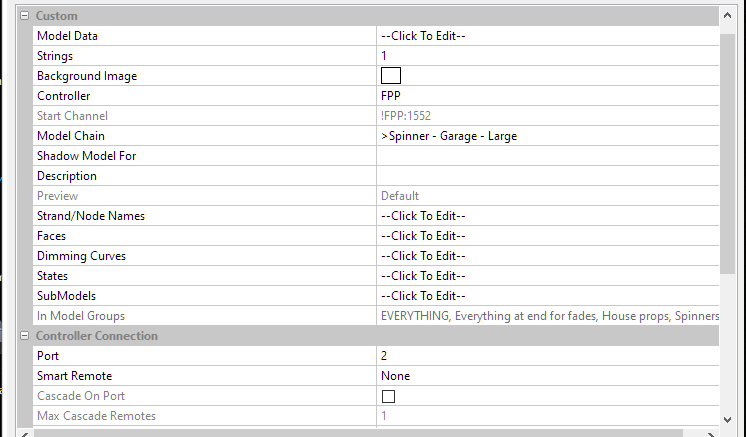 Custom
Model Data --Click To Edit--
Strings 1
Background Image
Controller FPP
Start Channel !FPP:1552
Model Chain >Spinner - Garage - Large
Shadow Model For
Description
Preview Default
Strand/Node Names --Click To Edit--
Faces --Click To Edit--
Dimming Curves --Click To Edit--
States --Click To Edit--
SubModels --Click To Edit--
In Model Groups EVERYTHING, Everything at end for fades, House props, Spinners
Controller Connection
Port 2
Smart Remote None
Cascade On Port
Max Cascade Remotes 1